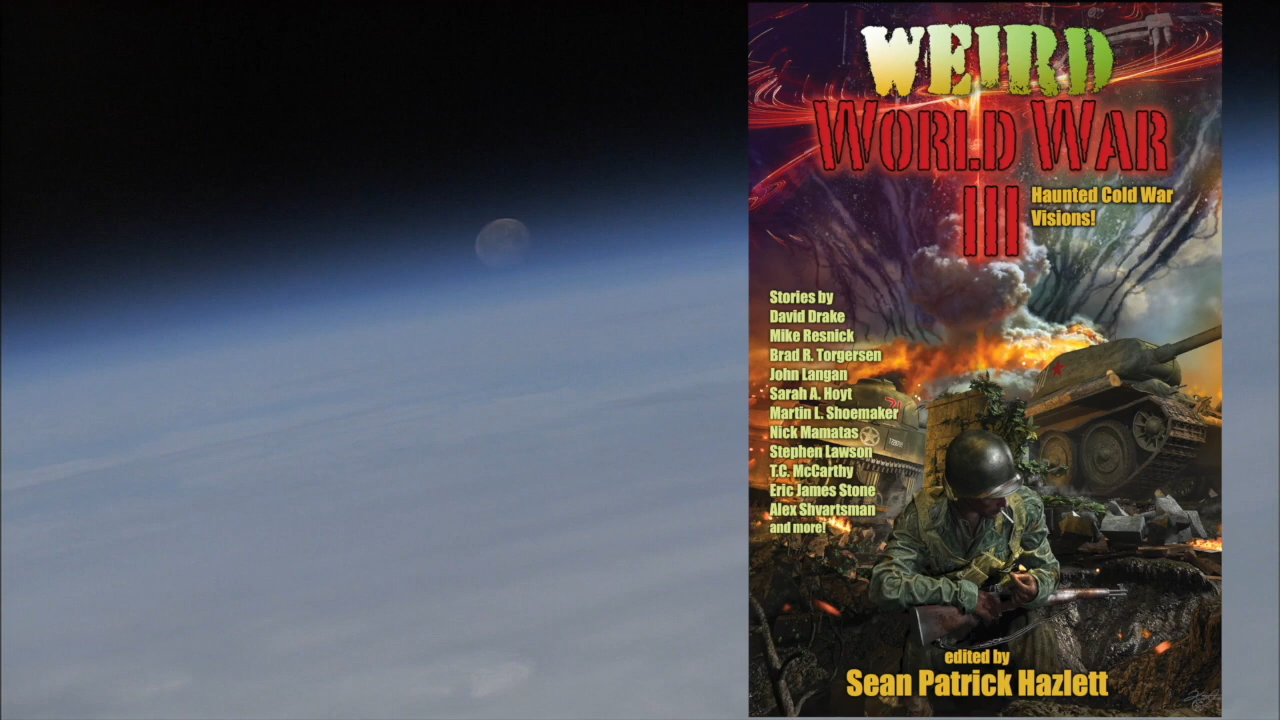 WEIRD
WORLD WAR
III
Haunted Cold War
Visions!
Stories by
David Drake
Mike Resnick
Brad R. Torgersen
John Langan
Sarah A. Hoyt
Martin L. Shoemaker
Nick Mamatas
Stephen Lawson
T.C. McCarthy
Eric James Stone
Alex Shvartsman
and more!
edited by
Sean Patrick Hazlett